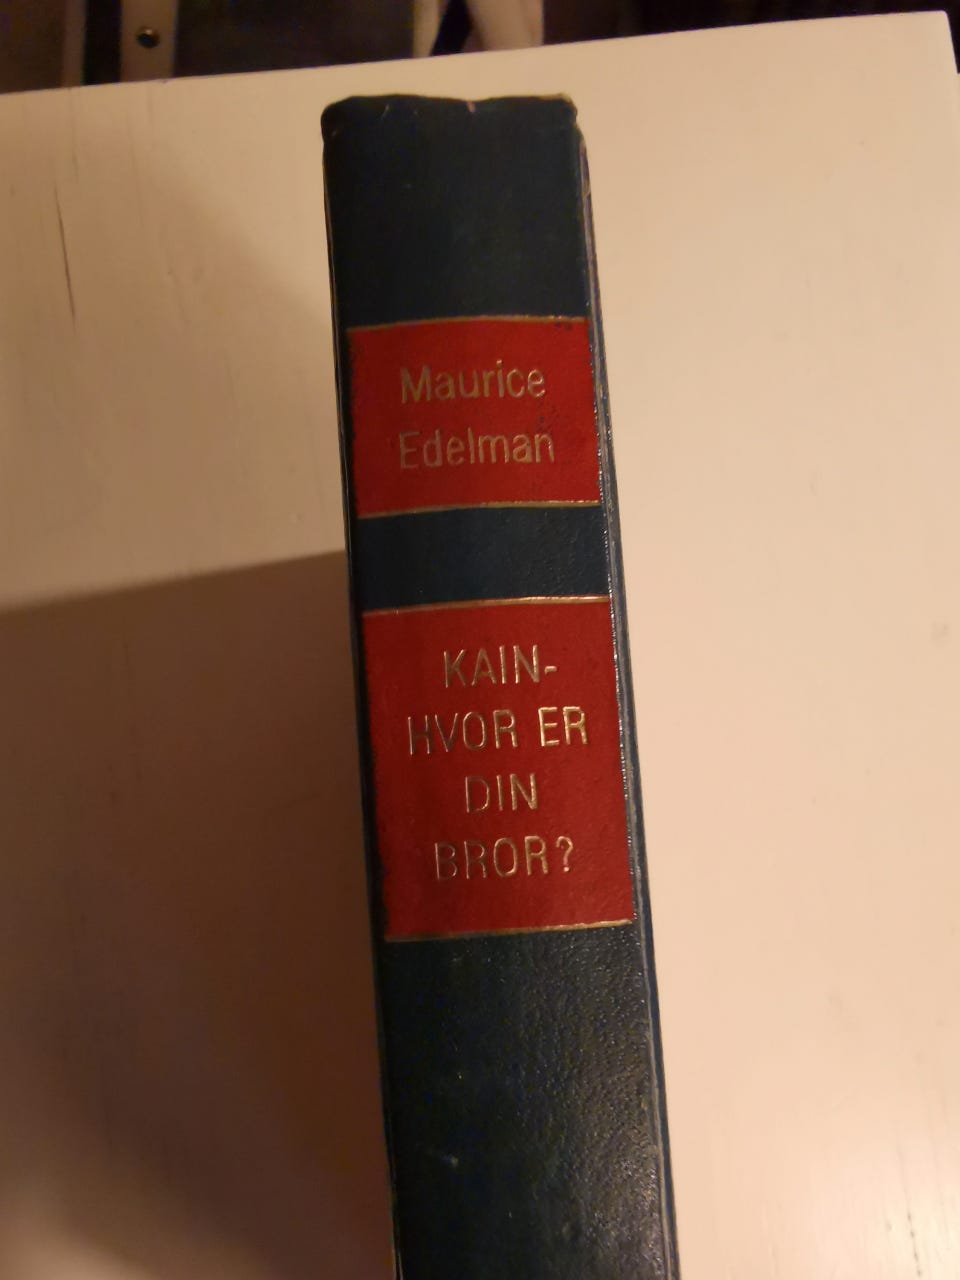 Maurice
Edelman
KAIN-
HVOR ER
DIN
BROR?